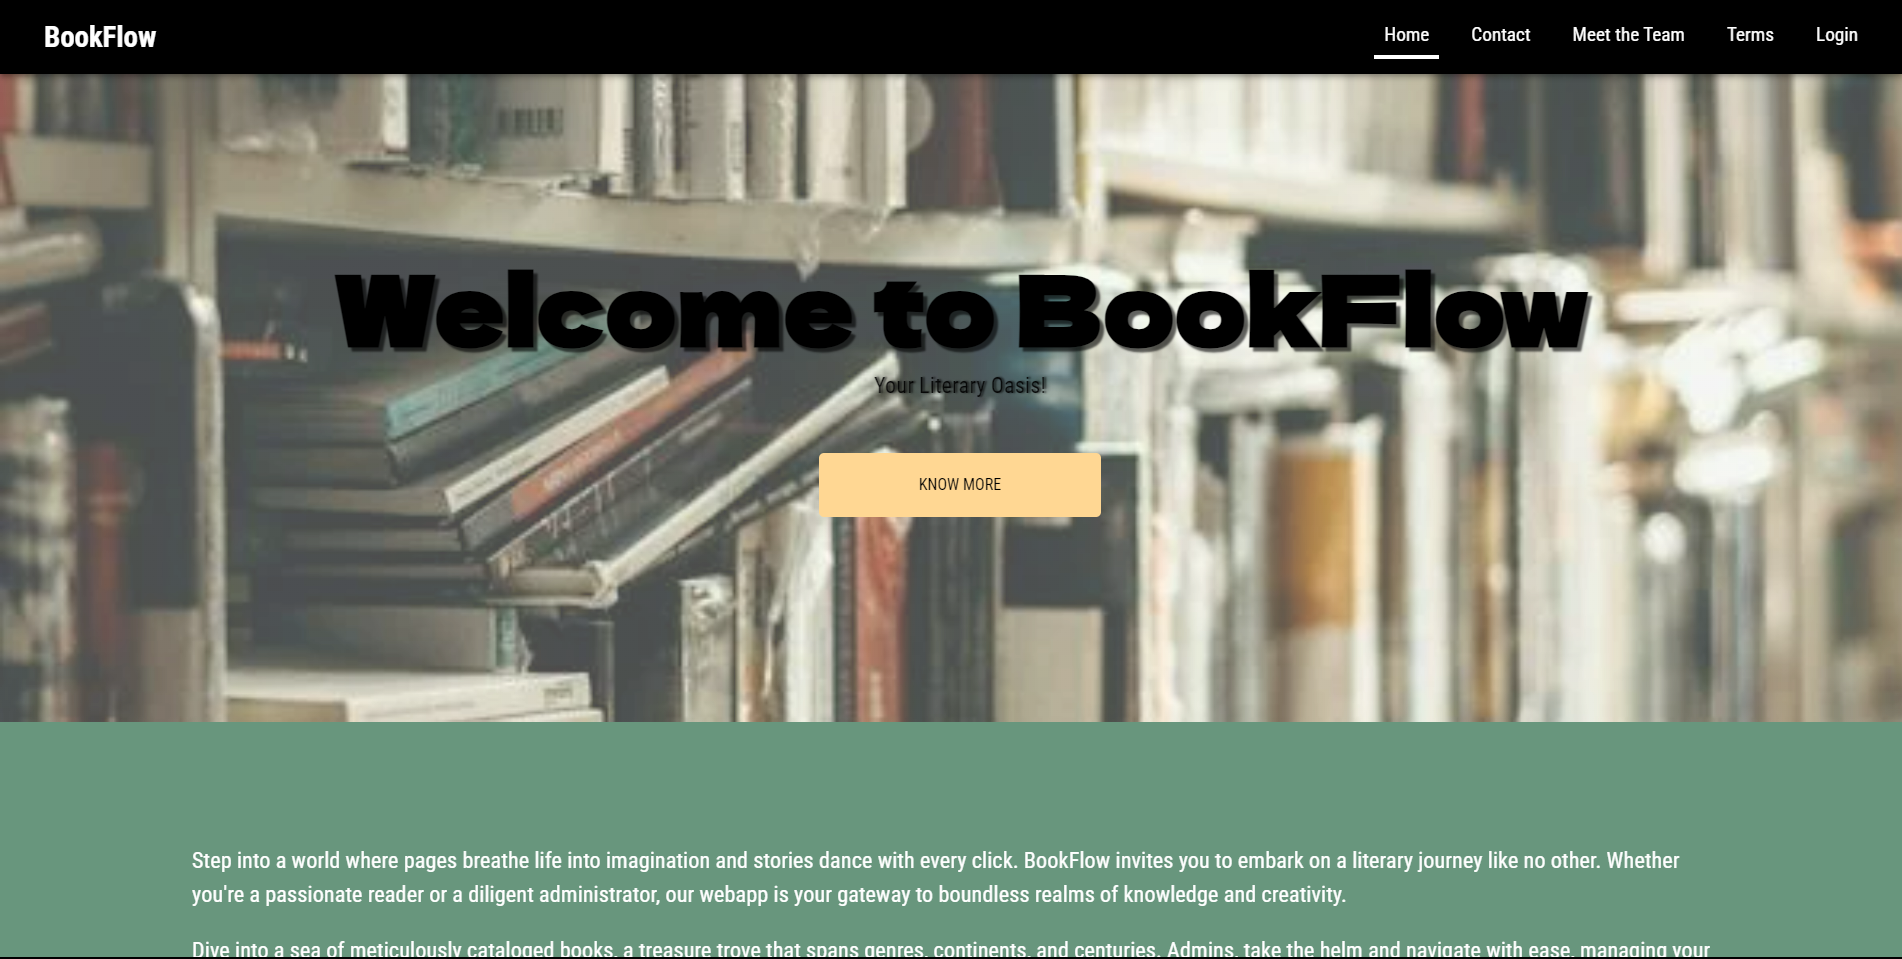 BookFlow
Home Contact Meet the Team Terms Login
Welcome to BookFlow
Your Literary Oasis!
KNOW MORE
Step into a world where pages breathe life into imagination and stories dance with every click. BookFlow invites you to embark on a literary journey like no other. Whether
you're a passionate reader or a diligent administrator, our webapp is your gateway to boundless realms of knowledge and creativity.
Dive into a sea of meticulously cataloged books, a treasure trove that spans genres, continents, and centuries. Admins, take the helm and navigate with ease, managing your